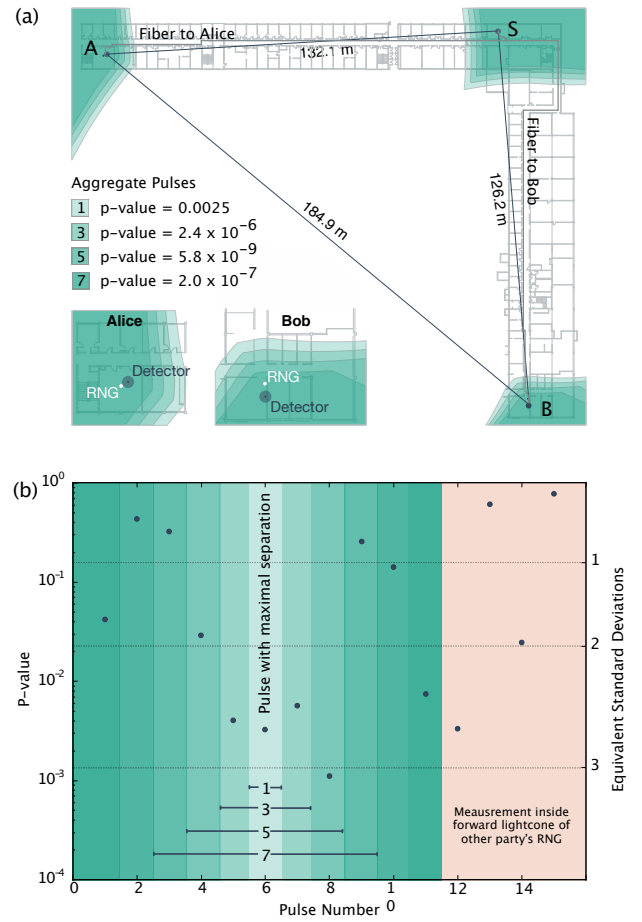 (a)
A
Fiber to Alice
S
132.1 m
Fiber to Bob
126.2 m
184.9 m
Aggregate Pulses
1 p-value = 0.0025
3 p-value = 2.4 x 10⁻⁶
5 p-value = 5.8 x 10⁻⁹
7 p-value = 2.0 x 10⁻⁷
Alice
Detector
RNG
Bob
RNG
Detector
B
(b)
10⁰
10⁻¹
10⁻²
10⁻³
10⁻⁴
P-value
Pulse with maximal separation
1
3
5
7
1
2
3
Equivalent Standard Deviations
Meausrement inside
forward lightcone of
other party's RNG
0 2 4 6 8 1 12 14
0
Pulse Number